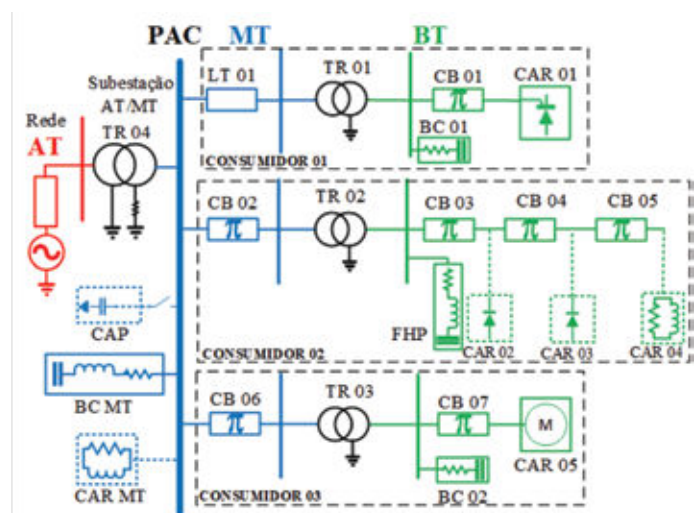 PAC
MT
BT
Subestação
AT/MT
TR 04
Rede
AT
LT 01
TR 01
CB 01
CAR 01
BC 01
CONSUMIDOR 01
CB 02
TR 02
CB 03
CB 04
CB 05
π
π
π
π
π
FHP
CAR 02
CAR 03
CAR 04
CONSUMIDOR 02
CAP
BC MT
CAR MT
CB 06
TR 03
CB 07
π
π
M
CAR 05
BC 02
CONSUMIDOR 03